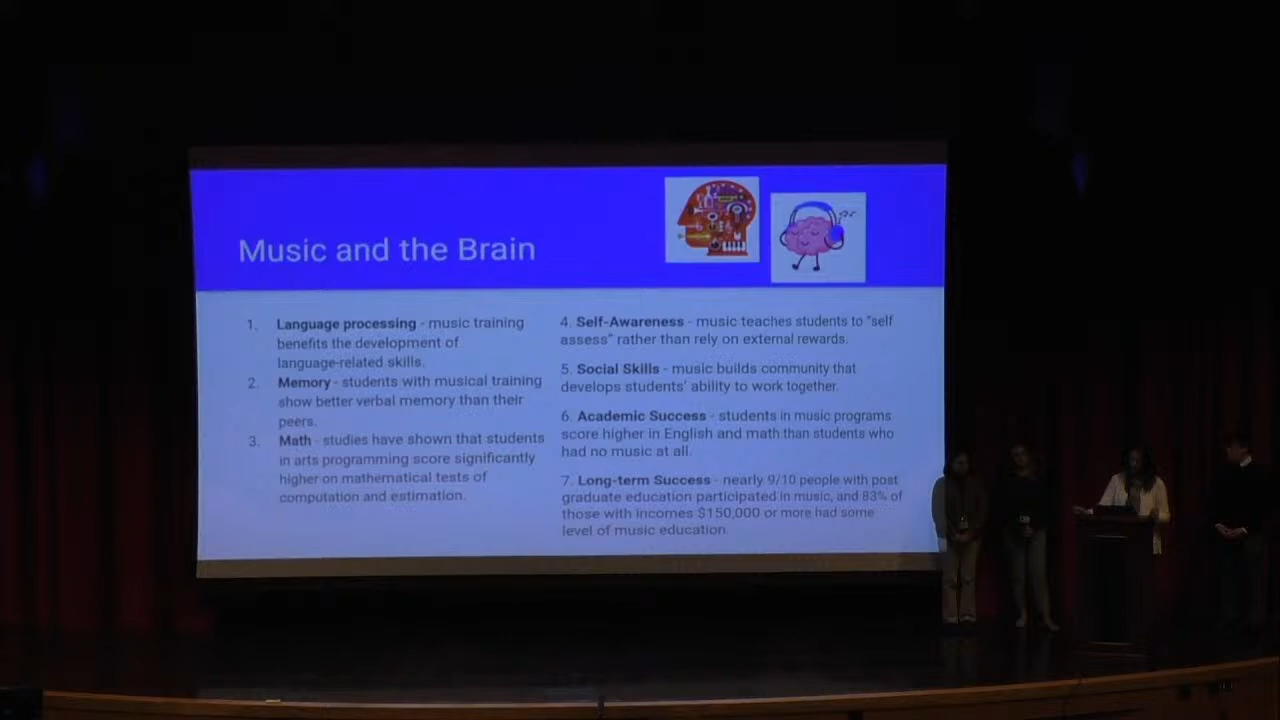 Music and the Brain
1. Language processing - music training
benefits the development of
language-related skills.
2. Memory - students with musical training
show better verbal memory than their
peers.
3. Math - studies have shown that students
in arts programming score significantly
higher on mathematical tests of
computation and estimation.
4. Self-Awareness - music teaches students to “self
assess” rather than rely on external rewards.
5. Social Skills - music builds community that
develops students’ ability to work together.
6. Academic Success - students in music programs
score higher in English and math than students who
had no music at all.
7. Long-term Success - nearly 9/10 people with post
graduate education participated in music, and 83% of
those with incomes $150,000 or more had some
level of music education.